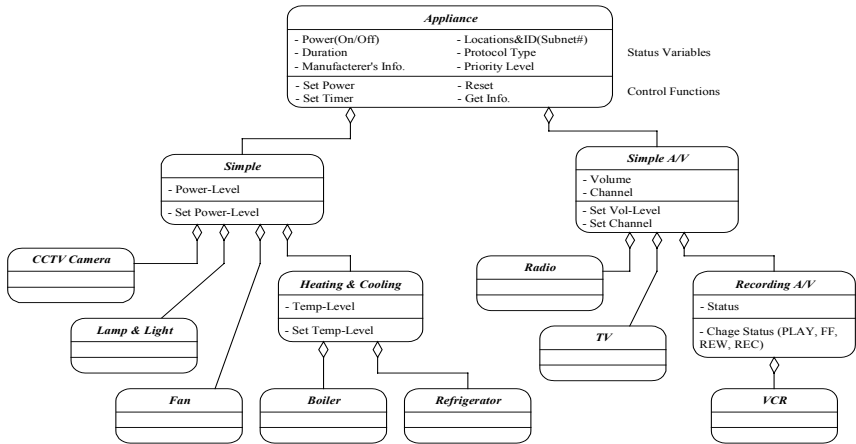 Appliance
- Power(On/Off) - Locations&ID(Subnet#)
- Duration - Protocol Type
- Manufacterer's Info. - Priority Level
Status Variables
- Set Power - Reset
- Set Timer - Get Info.
Control Functions
Simple
- Power-Level
- Set Power-Level
Simple A/V
- Volume
- Channel
- Set Vol-Level
- Set Channel
CCTV Camera
Lamp & Light
Fan
Heating & Cooling
- Temp-Level
- Set Temp-Level
Boiler
Refrigerator
Radio
TV
Recording A/V
- Status
- Chage Status (PLAY, FF,
REW, REC)
VCR